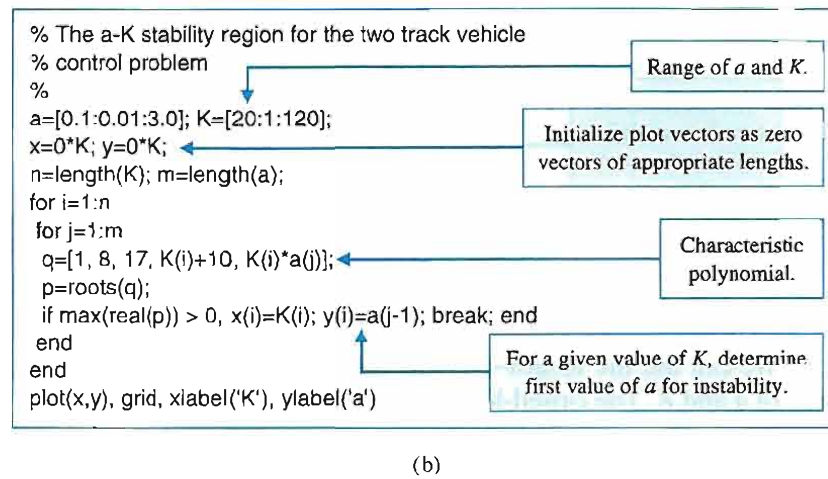 % The a-K stability region for the two track vehicle
% control problem
%
Range of a and K.
a=[0.1:0.01:3.0]; K=[20:1:120];
x=0*K; y=0*K;
Initialize plot vectors as zero
vectors of appropriate lengths.
n=length(K); m=length(a);
for i=1:n
for j=1:m
q=[1, 8, 17, K(i)+10, K(i)*a(j)];
Characteristic
polynomial.
p=roots(q);
if max(real(p)) > 0, x(i)=K(i); y(i)=a(j-1); break; end
end
end
For a given value of K, determine
first value of a for instability.
plot(x,y), grid, xlabel('K'), ylabel('a')
(b)